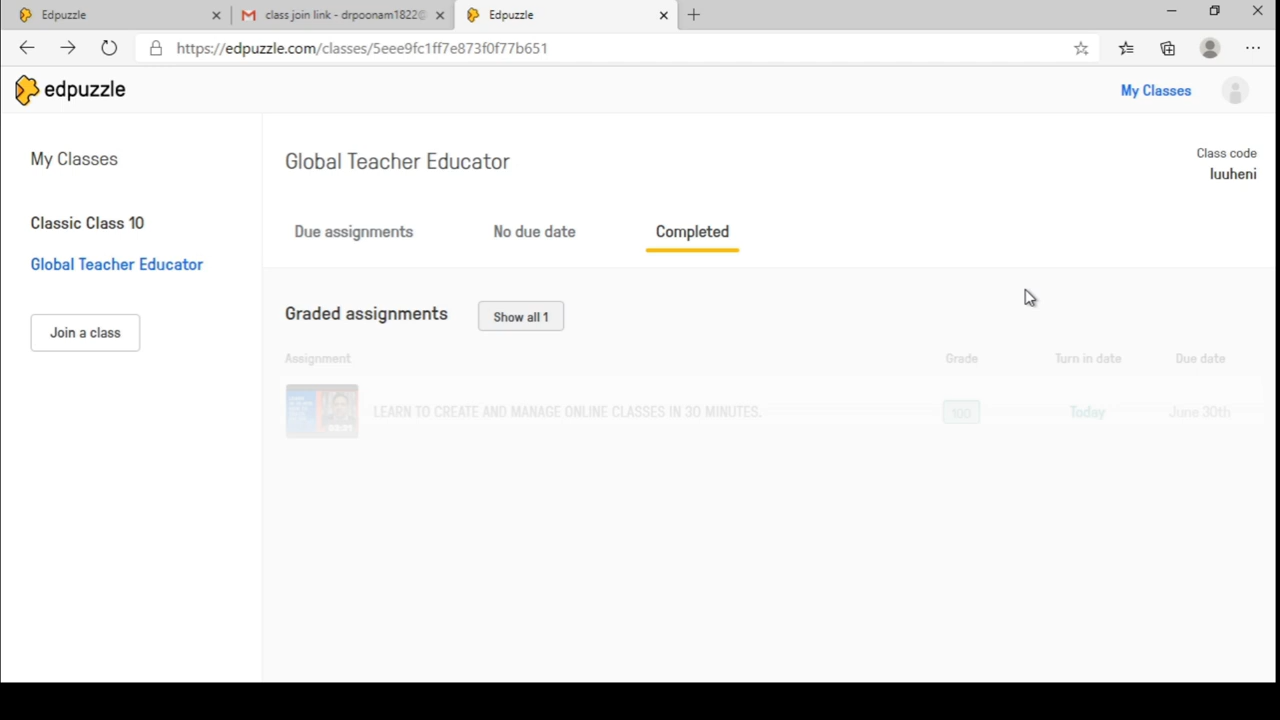 Edpuzzle
class join link - drpoonam1822@
Edpuzzle
https://edpuzzle.com/classes/5eee9fc1ff7e873f0f77b651
edpuzzle
My Classes
My Classes
Global Teacher Educator
Class code
luuheni
Classic Class 10
Due assignments
No due date
Completed
Global Teacher Educator
Join a class
Graded assignments
Show all 1
Assignment
Grade
Turn in date
Due date
LEARN TO CREATE AND MANAGE ONLINE CLASSES IN 30 MINUTES.
100
Today
June 30th